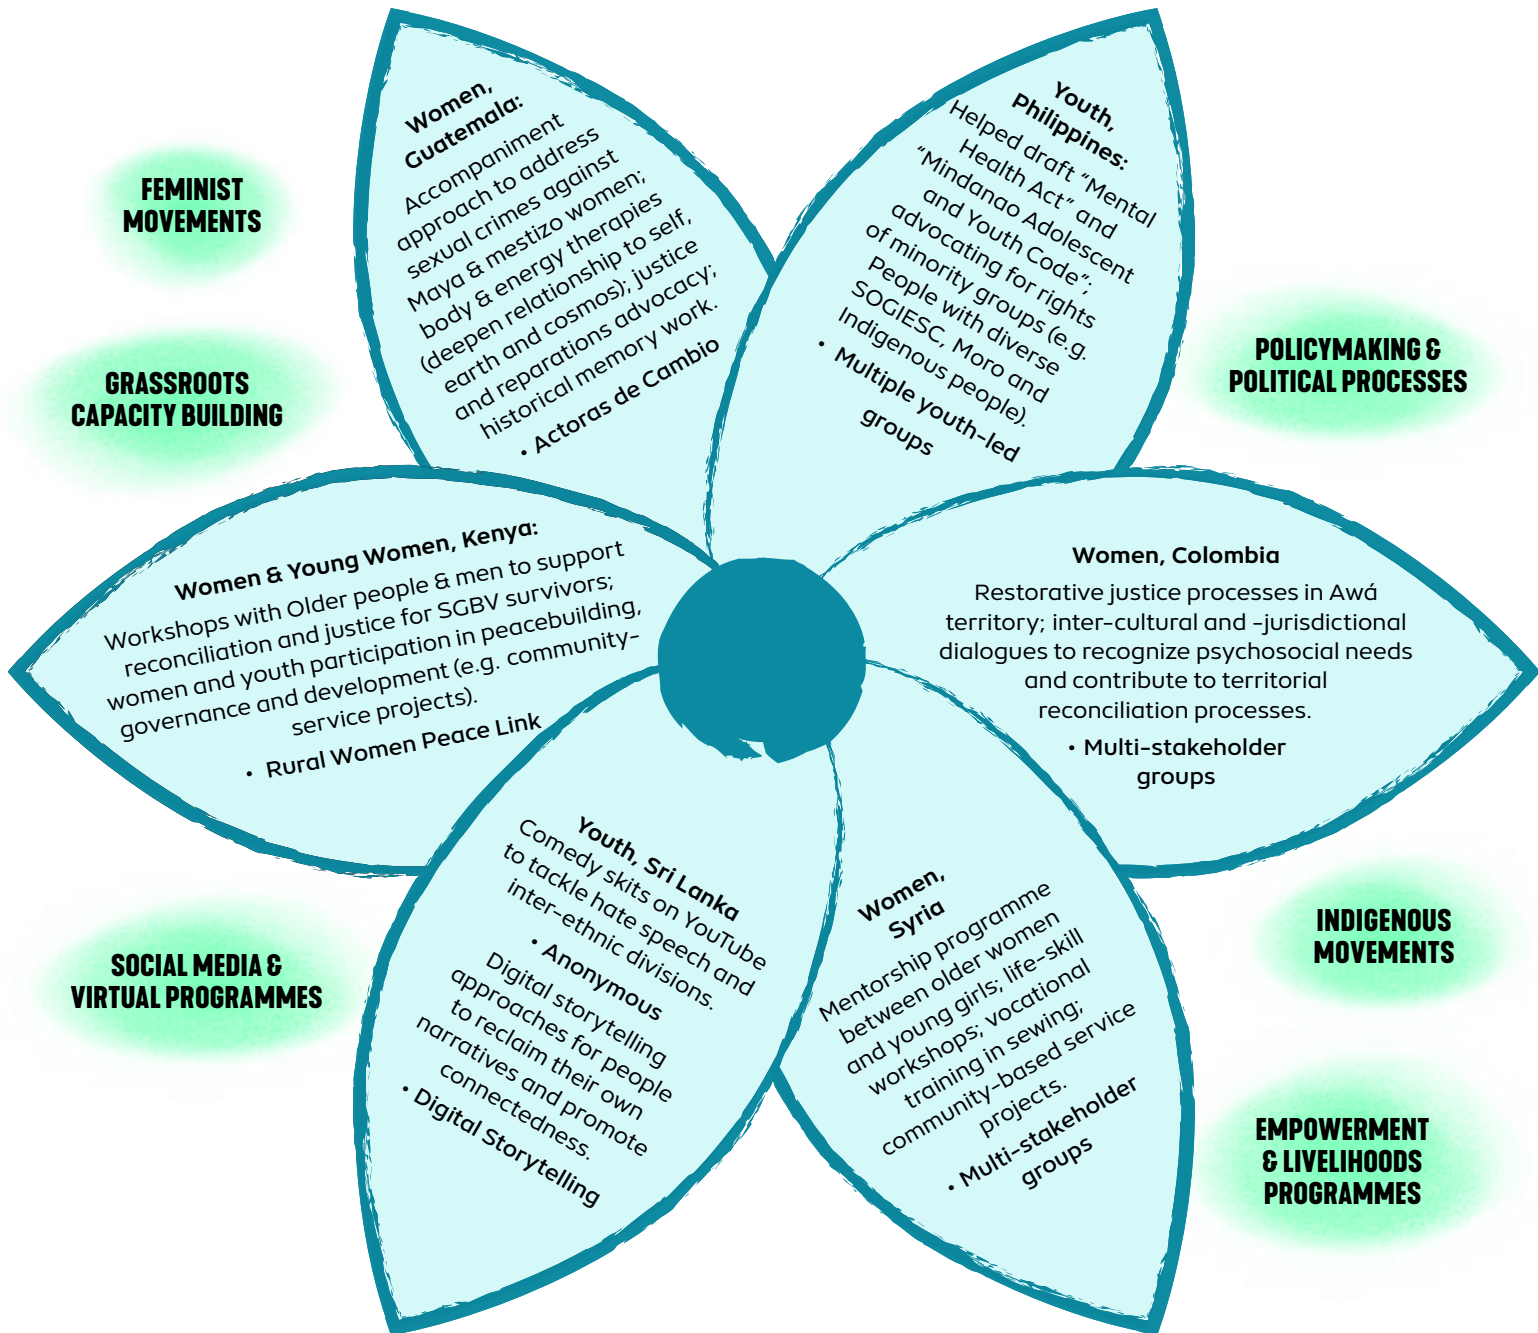 Women,
Guatemala:
Accompaniment
approach to address
sexual crimes against
Maya & mestizo women;
body & energy therapies
(deepen relationship to self,
earth and cosmos); justice
and reparations advocacy;
historical memory work.
• Actoras de Cambio
Youth,
Philippines:
Helped draft “Mental
Health Act” and
“Mindanao Adolescent
and Youth Code”;
advocating for rights
of minority groups (e.g.
People with diverse
SOGIESC, Moro and
Indigenous people).
• Multiple youth-led
groups
FEMINIST
MOVEMENTS
GRASSROOTS
CAPACITY BUILDING
POLICYMAKING &
POLITICAL PROCESSES
Women & Young Women, Kenya:
Workshops with Older people & men to support
reconciliation and justice for SGBV survivors;
women and youth participation in peacebuilding,
governance and development (e.g. community-
service projects).
• Rural Women Peace Link
Women, Colombia
Restorative justice processes in Awá
territory; inter-cultural and -jurisdictional
dialogues to recognize psychosocial needs
and contribute to territorial
reconciliation processes.
• Multi-stakeholder
groups
Youth, Sri Lanka
Comedy skits on YouTube
to tackle hate speech and
inter-ethnic divisions.
• Anonymous
Digital storytelling
approaches for people
to reclaim their own
narratives and promote
connectedness.
• Digital Storytelling
Women,
Syria
Mentorship programme
between older women
and young girls; life-skill
workshops; vocational
training in sewing;
community-based service
projects.
• Multi-stakeholder
groups
SOCIAL MEDIA &
VIRTUAL PROGRAMMES
INDIGENOUS
MOVEMENTS
EMPOWERMENT
& LIVELIHOODS
PROGRAMMES